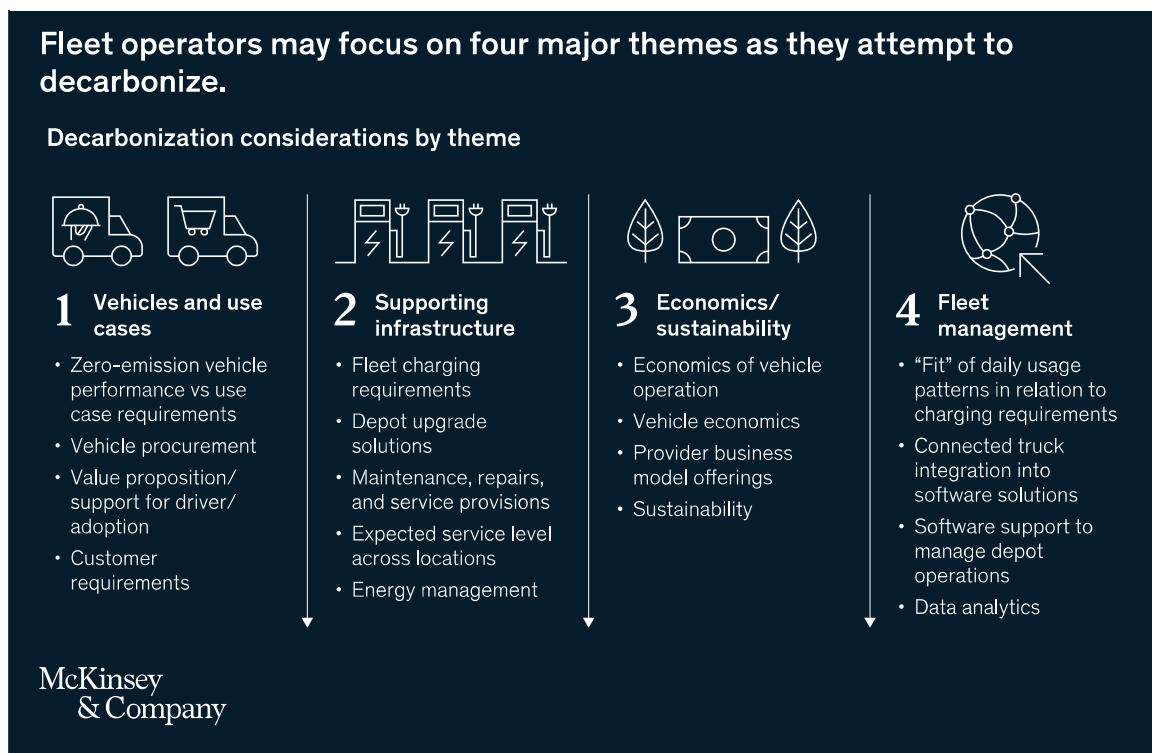 Fleet operators may focus on four major themes as they attempt to
decarbonize.
Decarbonization considerations by theme
1 Vehicles and use
cases
• Zero-emission vehicle
performance vs use
case requirements
• Vehicle procurement
• Value proposition/
support for driver/
adoption
• Customer
requirements
2 Supporting
infrastructure
• Fleet charging
requirements
• Depot upgrade
solutions
• Maintenance, repairs,
and service provisions
• Expected service level
across locations
• Energy management
3 Economics/
sustainability
• Economics of vehicle
operation
• Vehicle economics
• Provider business
model offerings
• Sustainability
4 Fleet
management
• “Fit” of daily usage
patterns in relation to
charging requirements
• Connected truck
integration into
software solutions
• Software support to
manage depot
operations
• Data analytics
McKinsey
& Company